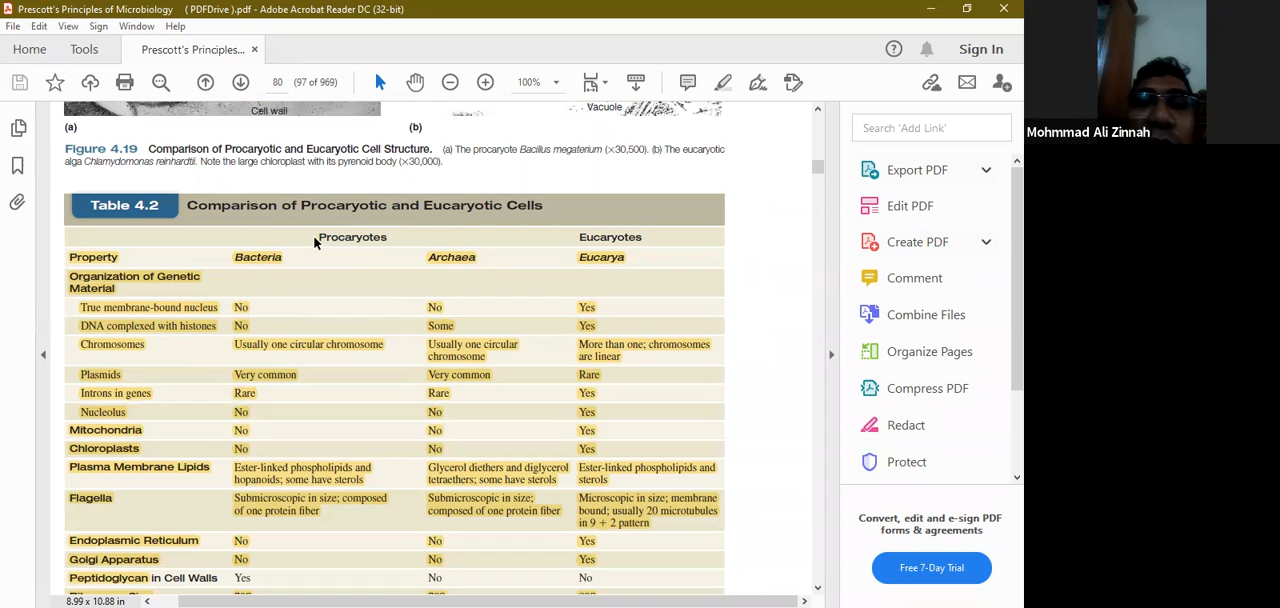 Prescott's Principles of Microbiology ( PDFDrive ).pdf - Adobe Acrobat Reader DC (32-bit)
File Edit View Sign Window Help
Home Tools Prescott's Principles... × Sign In
80 (97 of 969) 100%
Cell wall Vacuole
(a) (b)
Figure 4.19 Comparison of Procaryotic and Eucaryotic Cell Structure. (a) The procaryote Bacillus megaterium (×30,500). (b) The eucaryotic
alga Chlamydomonas reinhardtii. Note the large chloroplast with its pyrenoid body (×30,000).
Table 4.2 Comparison of Procaryotic and Eucaryotic Cells
Procaryotes Eucaryotes
Property Bacteria Archaea Eucarya
Organization of Genetic
Material
True membrane-bound nucleus No No Yes
DNA complexed with histones No Some Yes
Chromosomes Usually one circular chromosome Usually one circular More than one; chromosomes
chromosome are linear
Plasmids Very common Very common Rare
Introns in genes Rare Rare Yes
Nucleolus No No Yes
Mitochondria No No Yes
Chloroplasts No No Yes
Plasma Membrane Lipids Ester-linked phospholipids and Glycerol diethers and diglycerol Ester-linked phospholipids and
hopanoids; some have sterols tetraethers; some have sterols sterols
Flagella Submicroscopic in size; composed Submicroscopic in size; Microscopic in size; membrane
of one protein fiber composed of one protein fiber bound; usually 20 microtubules
in 9 + 2 pattern
Endoplasmic Reticulum No No Yes
Golgi Apparatus No No Yes
Peptidoglycan in Cell Walls Yes No No
8.99 x 10.88 in
Search 'Add Link'
Export PDF
Edit PDF
Create PDF
Comment
Combine Files
Organize Pages
Compress PDF
Redact
Protect
Convert, edit and e-sign PDF
forms & agreements
Free 7-Day Trial
Mohmmad Ali Zinnah